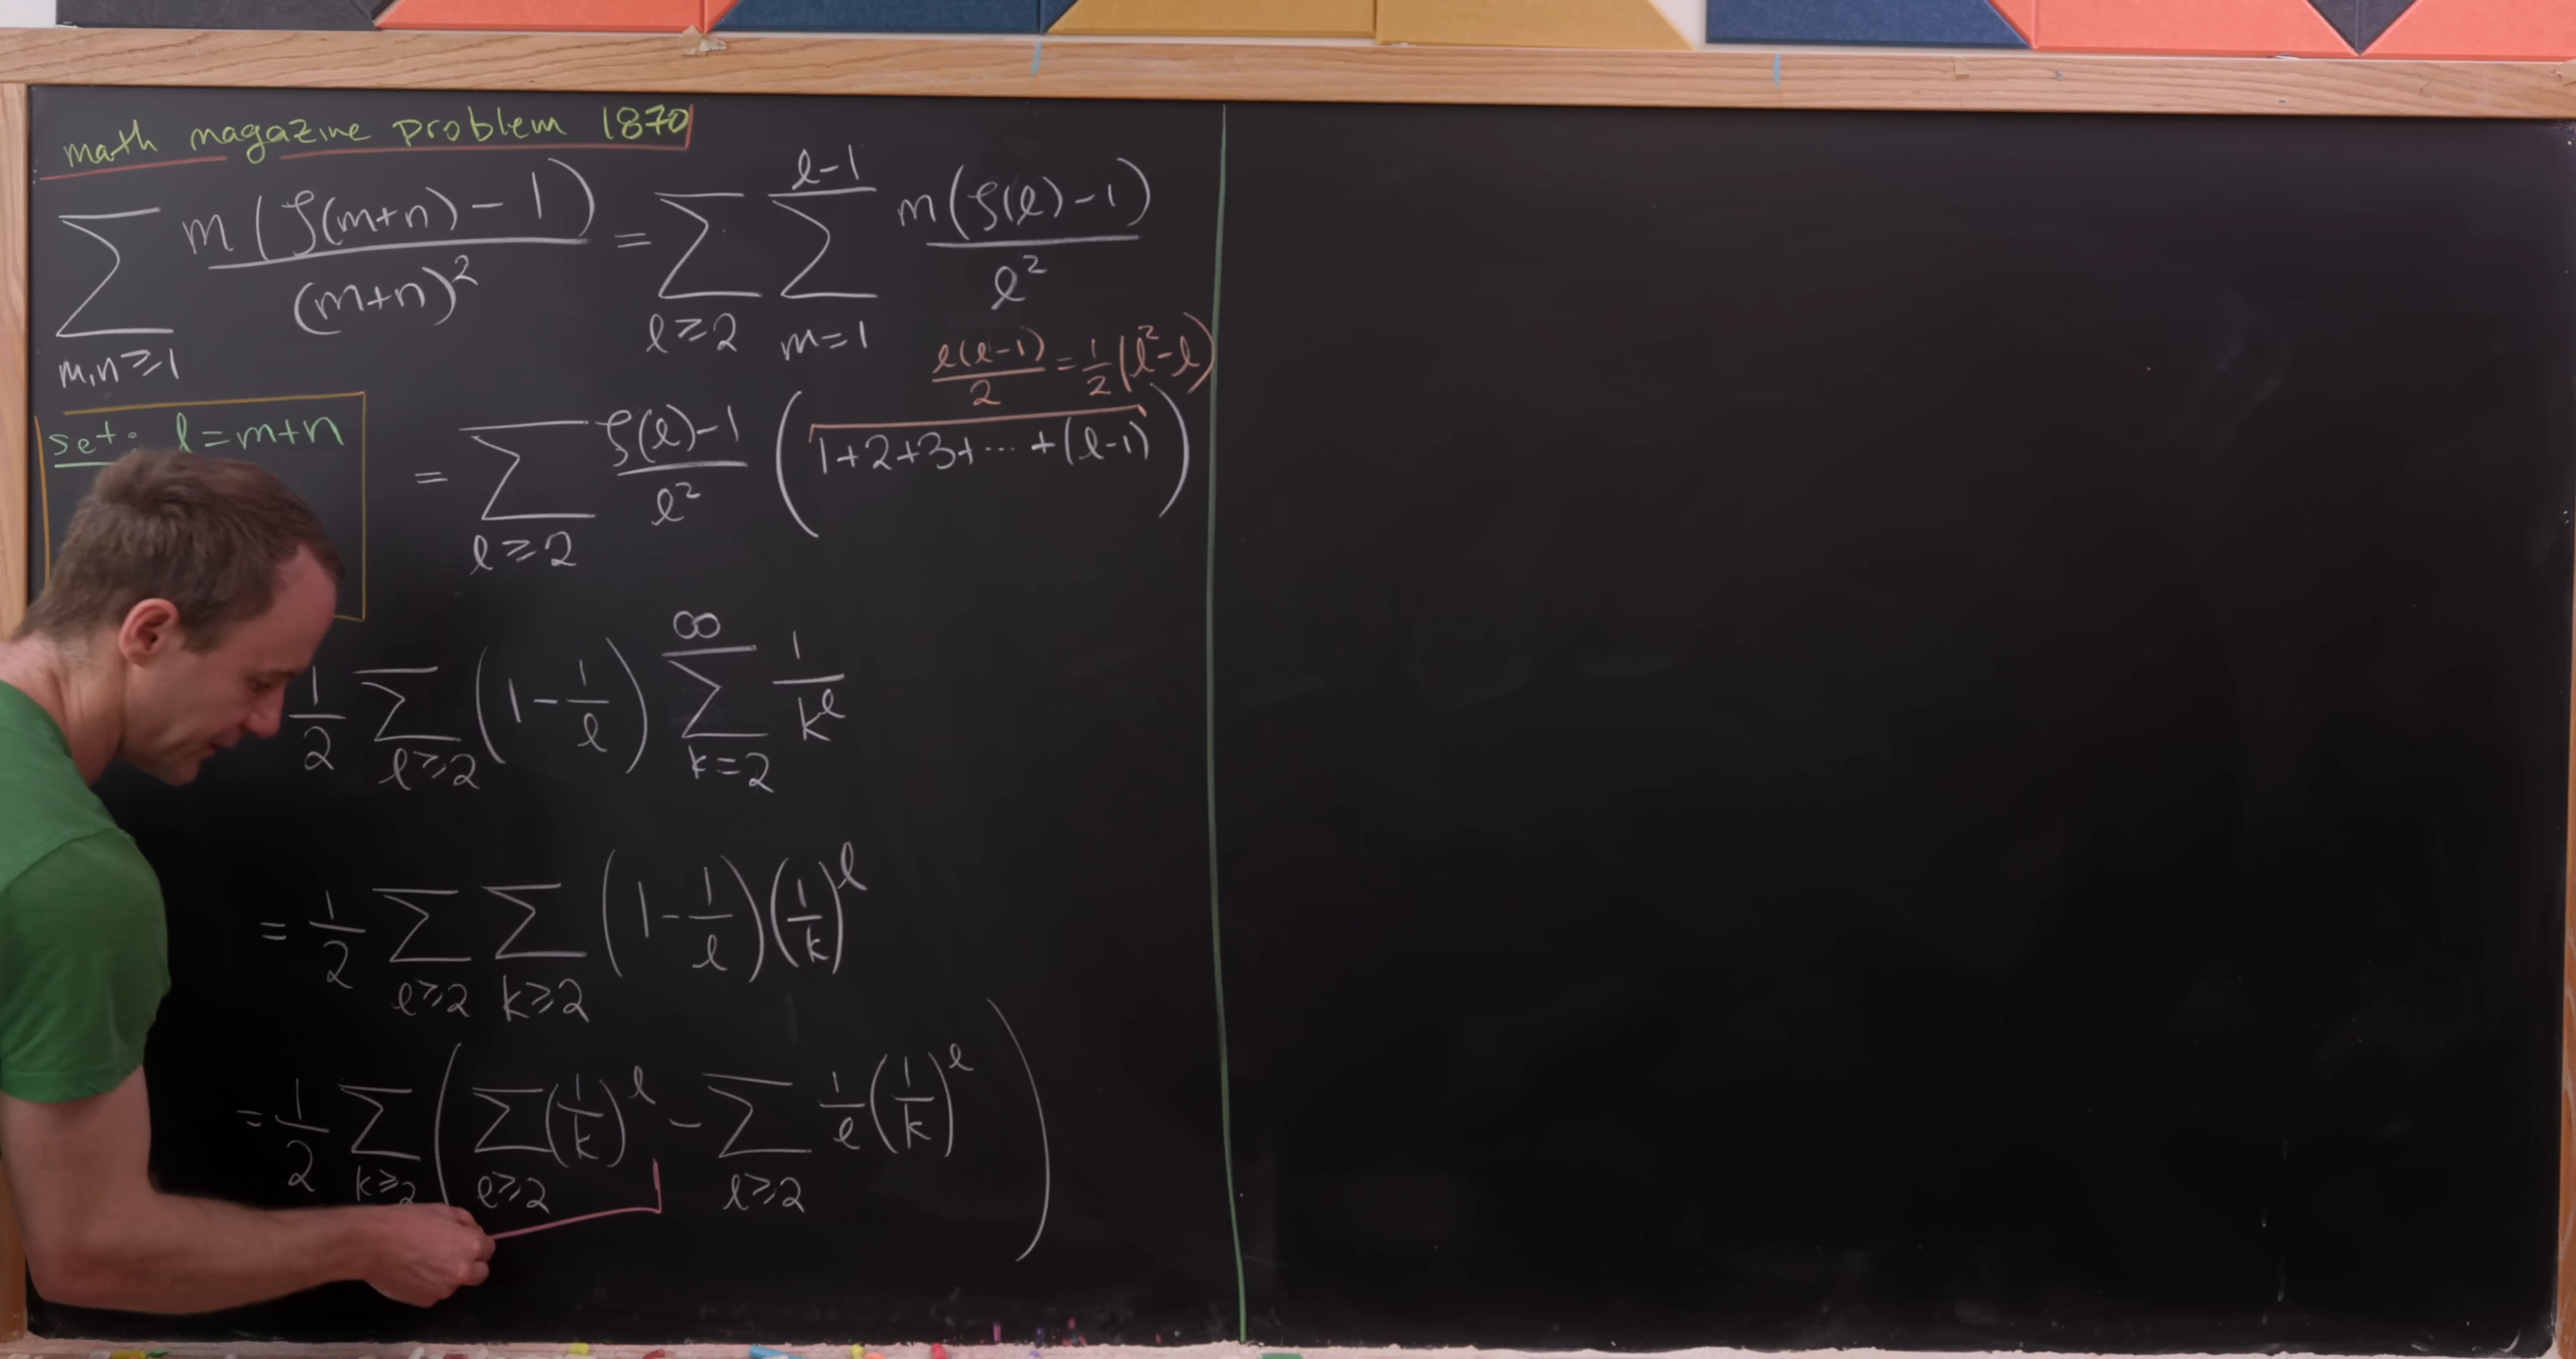 math magazine problem 1870
∑_{m,n≥1} m(ζ(m+n)-1)/(m+n)² = ∑_{ℓ≥2} ∑_{m=1}^{ℓ-1} m(ζ(ℓ)-1)/ℓ²
set: ℓ=m+n
ℓ(ℓ-1)/2 = 1/2(ℓ²-ℓ)
= ∑_{ℓ≥2} (ζ(ℓ)-1)/ℓ² (1+2+3+⋯+(ℓ-1))
1/2 ∑_{ℓ≥2} (1-1/ℓ) ∑_{k=2}^{∞} 1/k^ℓ
= 1/2 ∑_{ℓ≥2} ∑_{k≥2} (1-1/ℓ)(1/k)^ℓ
= 1/2 ∑_{k≥2} (∑_{ℓ≥2} (1/k)^ℓ - ∑_{ℓ≥2} 1/ℓ (1/k)^ℓ)